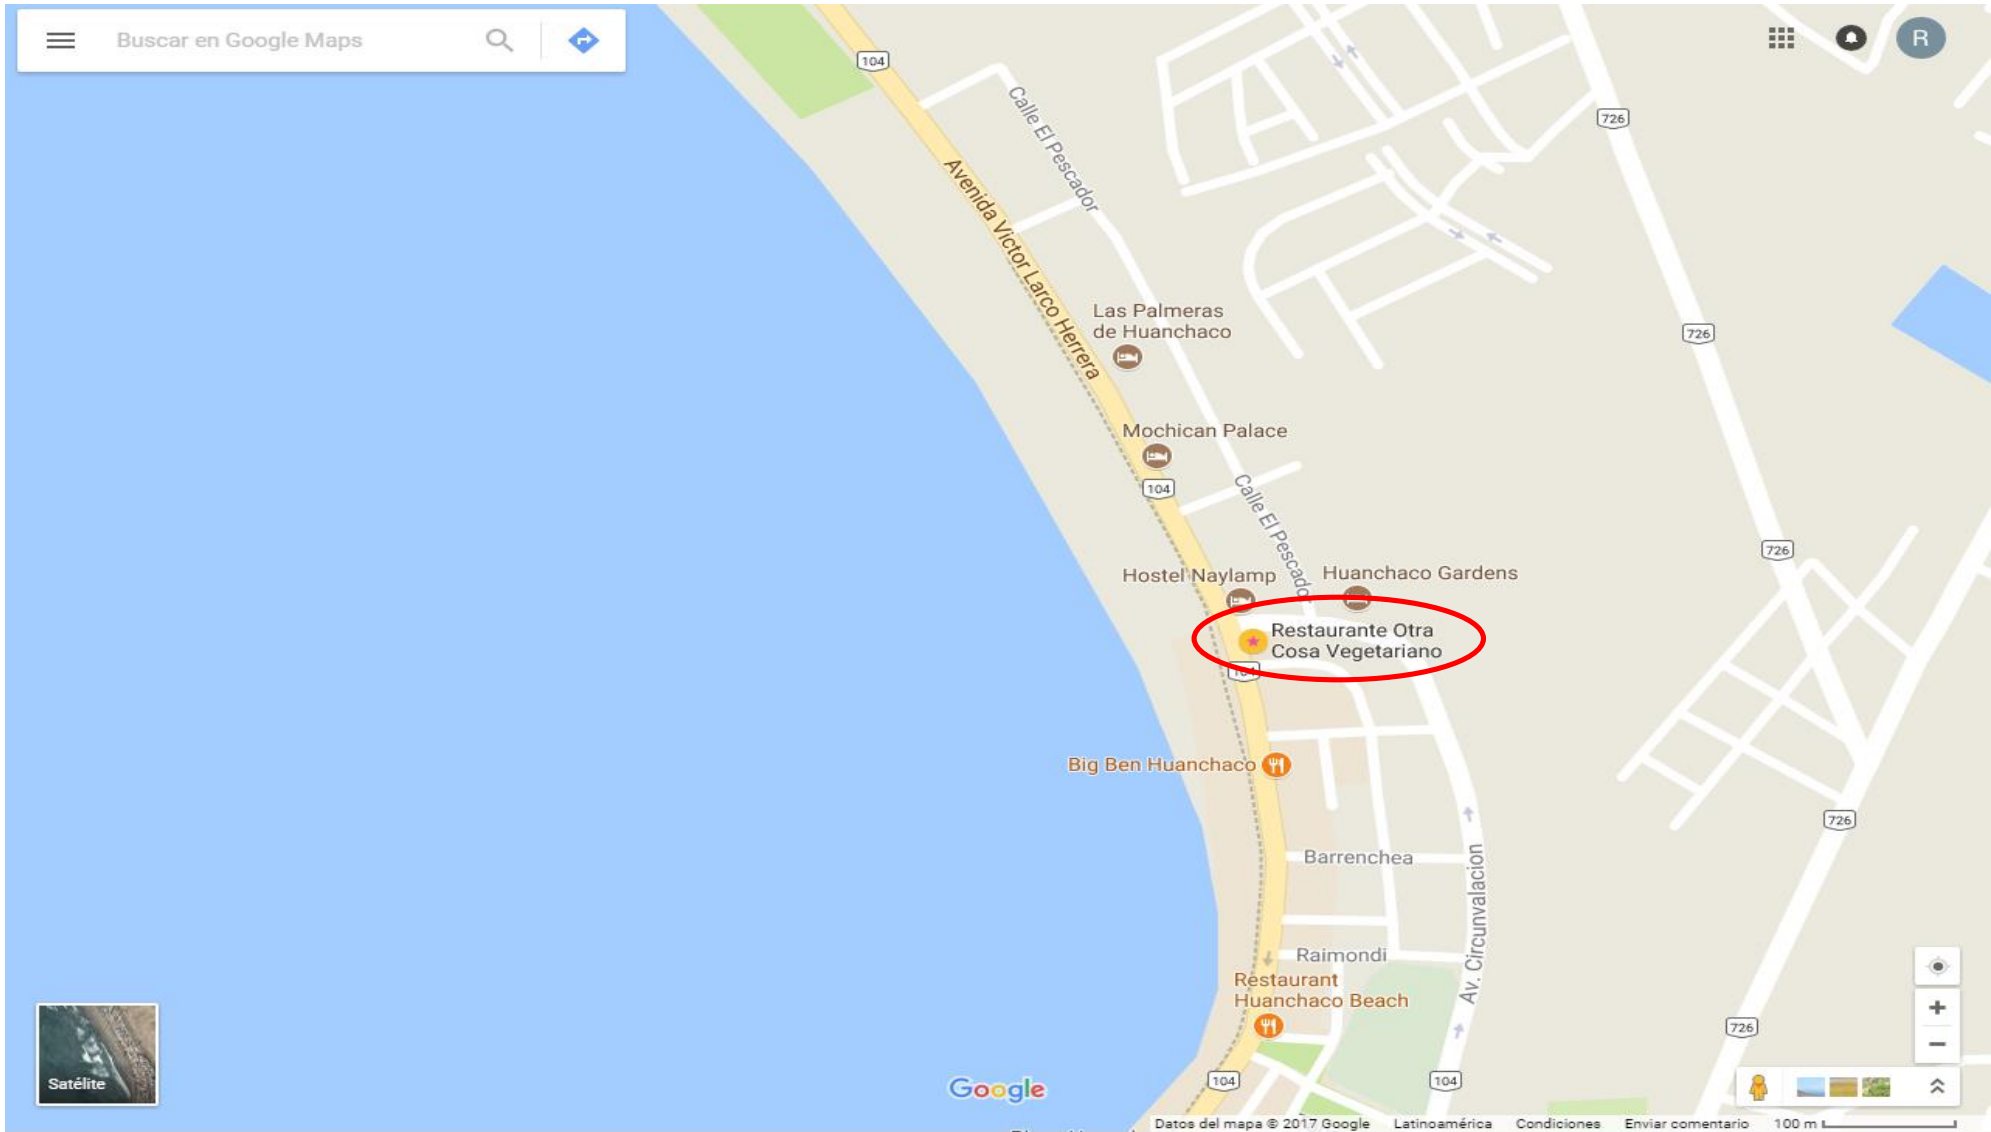 Buscar en Google Maps
R
104
Calle El Pescador
726
Avenida Victor Larco Herrera
Las Palmeras
de Huanchaco
726
Mochican Palace
104
Calle El Pescador
726
Hostel Naylamp
Huanchaco Gardens
Restaurante Otra
Cosa Vegetariano
104
Big Ben Huanchaco
726
Barrenchea
Av. Circunvalacion
Raimondi
Restaurant
Huanchaco Beach
726
Satélite
Google
104
104
Datos del mapa © 2017 Google Latinoamérica Condiciones Enviar comentario 100 m